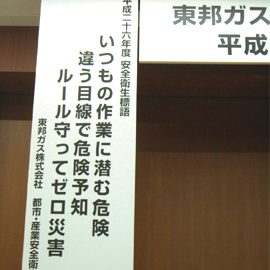 東邦ガス
平成
平成二十六年度 安全衛生標語
いつもの作業に潜む危険
違う目線で危険予知
ルール守ってゼロ災害
東邦ガス株式会社 都市・産業安全衛